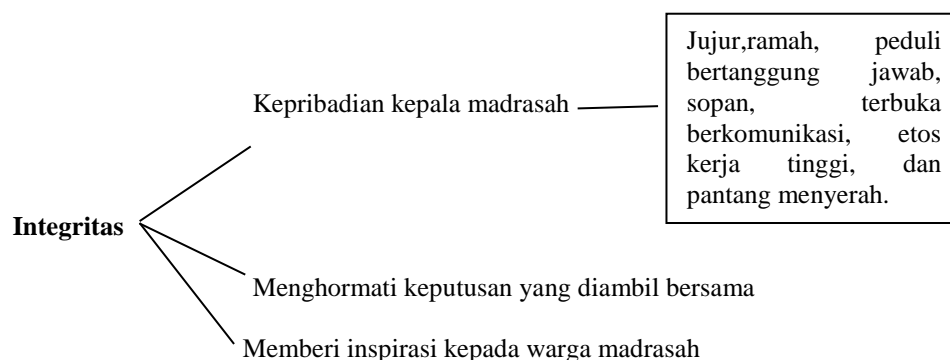 Jujur,ramah, peduli
bertanggung jawab,
sopan, terbuka
berkomunikasi, etos
kerja tinggi, dan
pantang menyerah.
Kepribadian kepala madrasah
Integritas
Menghormati keputusan yang diambil bersama
Memberi inspirasi kepada warga madrasah